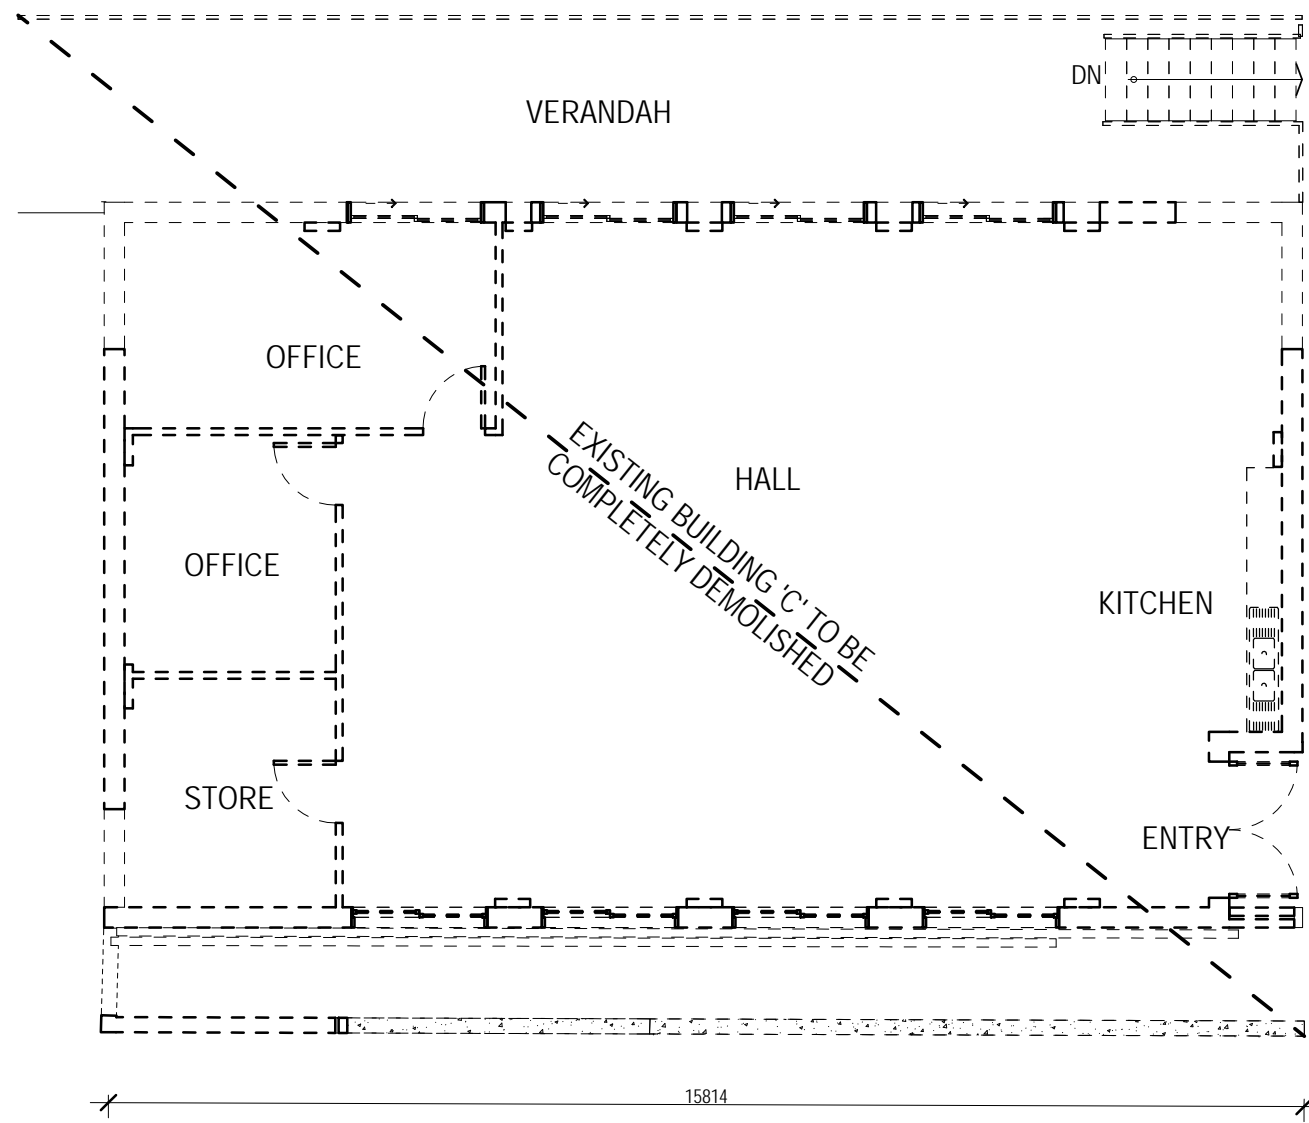 DN
VERANDAH
OFFICE
HALL
EXISTING BUILDING 'C' TO BE
COMPLETELY DEMOLISHED
OFFICE
KITCHEN
STORE
ENTRY
15814